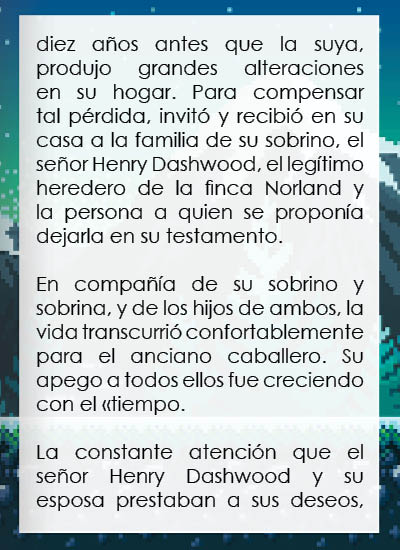 diez años antes que la suya,
produjo grandes alteraciones
en su hogar. Para compensar
tal pérdida, invitó y recibió en su
casa a la familia de su sobrino, el
señor Henry Dashwood, el legítimo
heredero de la finca Norland y
la persona a quien se proponía
dejarla en su testamento.
En compañía de su sobrino y
sobrina, y de los hijos de ambos, la
vida transcurrió confortablemente
para el anciano caballero. Su
apego a todos ellos fue creciendo
con el «tiempo.
La constante atención que el
señor Henry Dashwood y su
esposa prestaban a sus deseos,